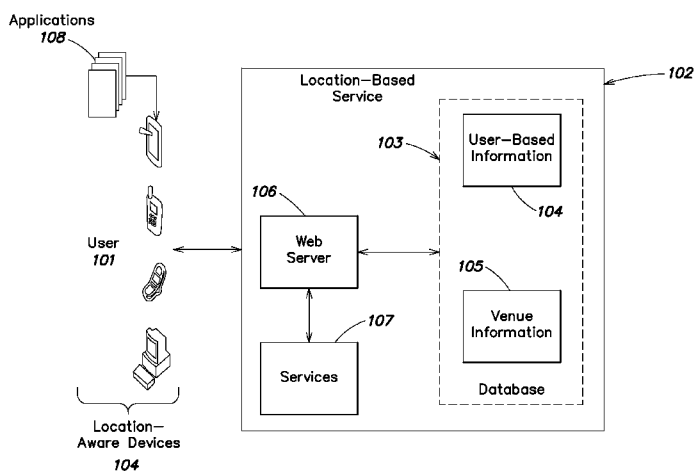 Applications
108
Location-Based
Service
102
103
User-Based
Information
104
106
Web
Server
User
101
105
Venue
Information
107
Services
Database
Location-
Aware Devices
104